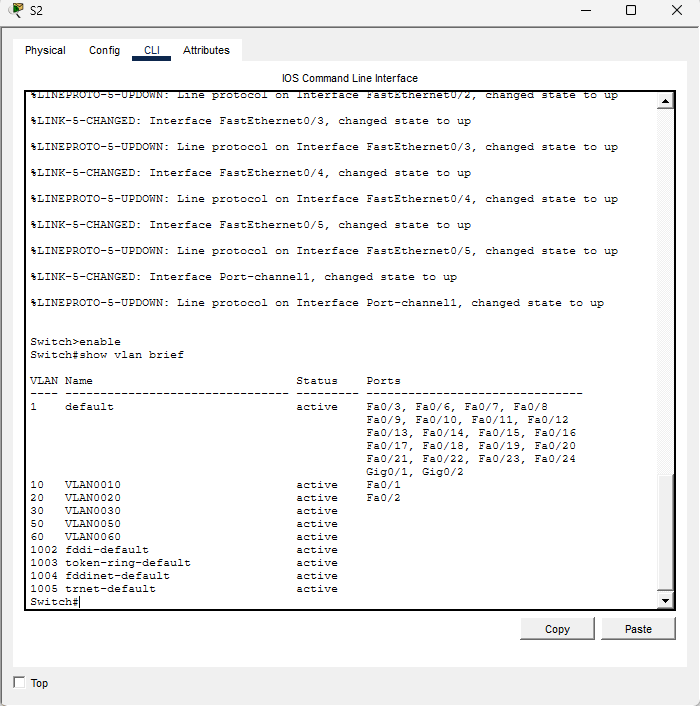 S2
Physical Config CLI Attributes
IOS Command Line Interface
%LINEPROTO-5-UPDOWN: Line protocol on Interface FastEthernet0/2, changed state to up
%LINK-5-CHANGED: Interface FastEthernet0/3, changed state to up
%LINEPROTO-5-UPDOWN: Line protocol on Interface FastEthernet0/3, changed state to up
%LINK-5-CHANGED: Interface FastEthernet0/4, changed state to up
%LINEPROTO-5-UPDOWN: Line protocol on Interface FastEthernet0/4, changed state to up
%LINK-5-CHANGED: Interface FastEthernet0/5, changed state to up
%LINEPROTO-5-UPDOWN: Line protocol on Interface FastEthernet0/5, changed state to up
%LINK-5-CHANGED: Interface Port-channel1, changed state to up
%LINEPROTO-5-UPDOWN: Line protocol on Interface Port-channel1, changed state to up
Switch>enable
Switch#show vlan brief
VLAN Name                             Status    Ports
---- -------------------------------- --------- -------------------------------
1    default                          active    Fa0/3, Fa0/6, Fa0/7, Fa0/8
                                                Fa0/9, Fa0/10, Fa0/11, Fa0/12
                                                Fa0/13, Fa0/14, Fa0/15, Fa0/16
                                                Fa0/17, Fa0/18, Fa0/19, Fa0/20
                                                Fa0/21, Fa0/22, Fa0/23, Fa0/24
                                                Gig0/1, Gig0/2
10   VLAN0010                         active    Fa0/1
20   VLAN0020                         active    Fa0/2
30   VLAN0030                         active
50   VLAN0050                         active
60   VLAN0060                         active
1002 fddi-default                     active
1003 token-ring-default               active
1004 fddinet-default                  active
1005 trnet-default                    active
Switch#
Copy Paste
Top